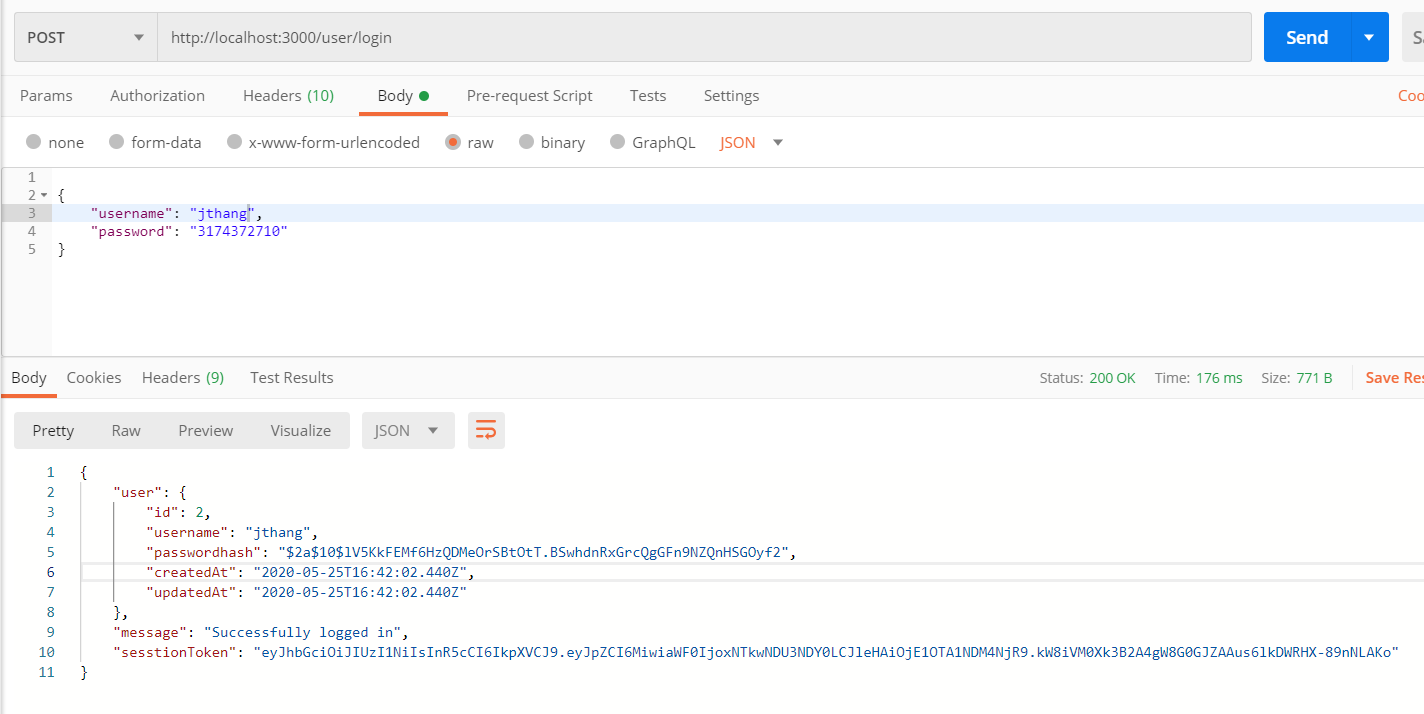 POST http://localhost:3000/user/login Send Sa
Params Authorization Headers (10) Body Pre-request Script Tests Settings Coo
none form-data x-www-form-urlencoded raw binary GraphQL JSON
1
2 {
3 "username": "jthang",
4 "password": "3174372710"
5 }
Body Cookies Headers (9) Test Results Status: 200 OK Time: 176 ms Size: 771 B Save Res
Pretty Raw Preview Visualize JSON
1 {
2 "user": {
3 "id": 2,
4 "username": "jthang",
5 "passwordhash": "$2a$10$lV5KkFEMf6HzQDMeOrSBtOtT.BSwhdnRxGrcQgGFn9NZQnHSGOyf2",
6 "createdAt": "2020-05-25T16:42:02.440Z",
7 "updatedAt": "2020-05-25T16:42:02.440Z"
8 },
9 "message": "Successfully logged in",
10 "sesstionToken": "eyJhbGciOiJIUzI1NiIsInR5cCI6IkpXVCJ9.eyJpZCI6MiwiaWF0IjoxNTkwNDU3NDY0LCJleHAiOjE1OTA1NDM4NjR9.kW8iVM0Xk3B2A4gW8G0GJZAAus6lkDWRHX-89nNLAKo"
11 }